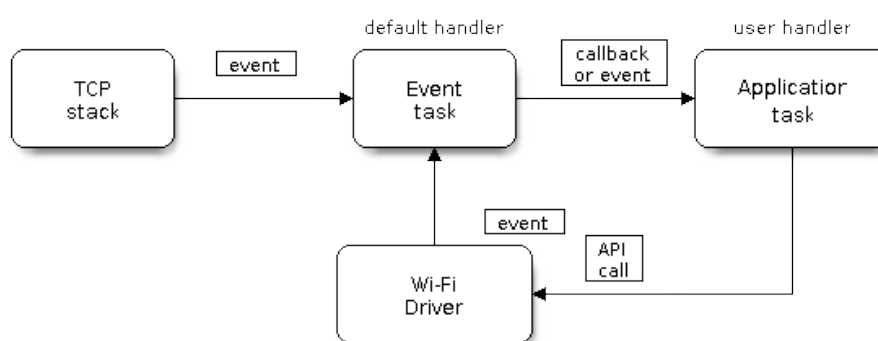 default handler
user handler
event
callback
or event
TCP
stack
Event
task
Applicatior
task
event
API
call
Wi-Fi
Driver